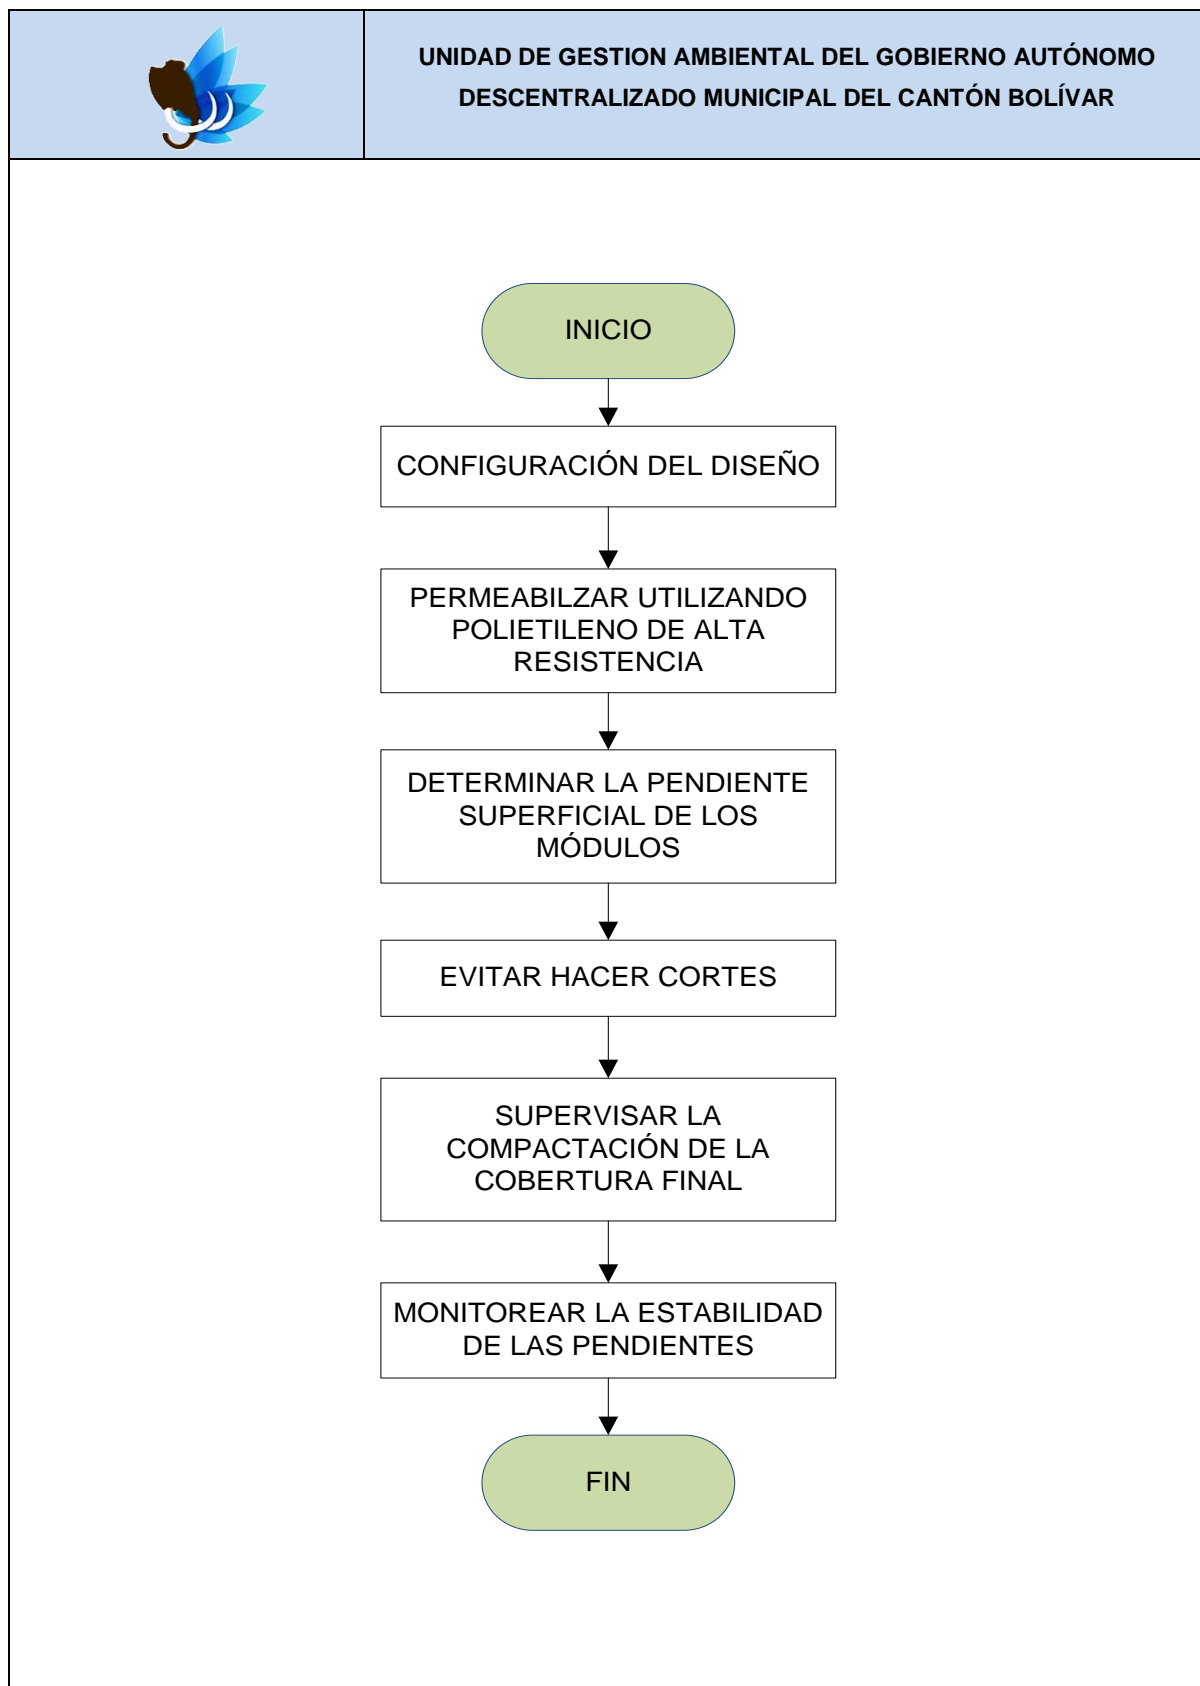 UNIDAD DE GESTION AMBIENTAL DEL GOBIERNO AUTÓNOMO
DESCENTRALIZADO MUNICIPAL DEL CANTÓN BOLÍVAR
INICIO
CONFIGURACIÓN DEL DISEÑO
PERMEABILZAR UTILIZANDO
POLIETILENO DE ALTA
RESISTENCIA
DETERMINAR LA PENDIENTE
SUPERFICIAL DE LOS
MÓDULOS
EVITAR HACER CORTES
SUPERVISAR LA
COMPACTACIÓN DE LA
COBERTURA FINAL
MONITOREAR LA ESTABILIDAD
DE LAS PENDIENTES
FIN